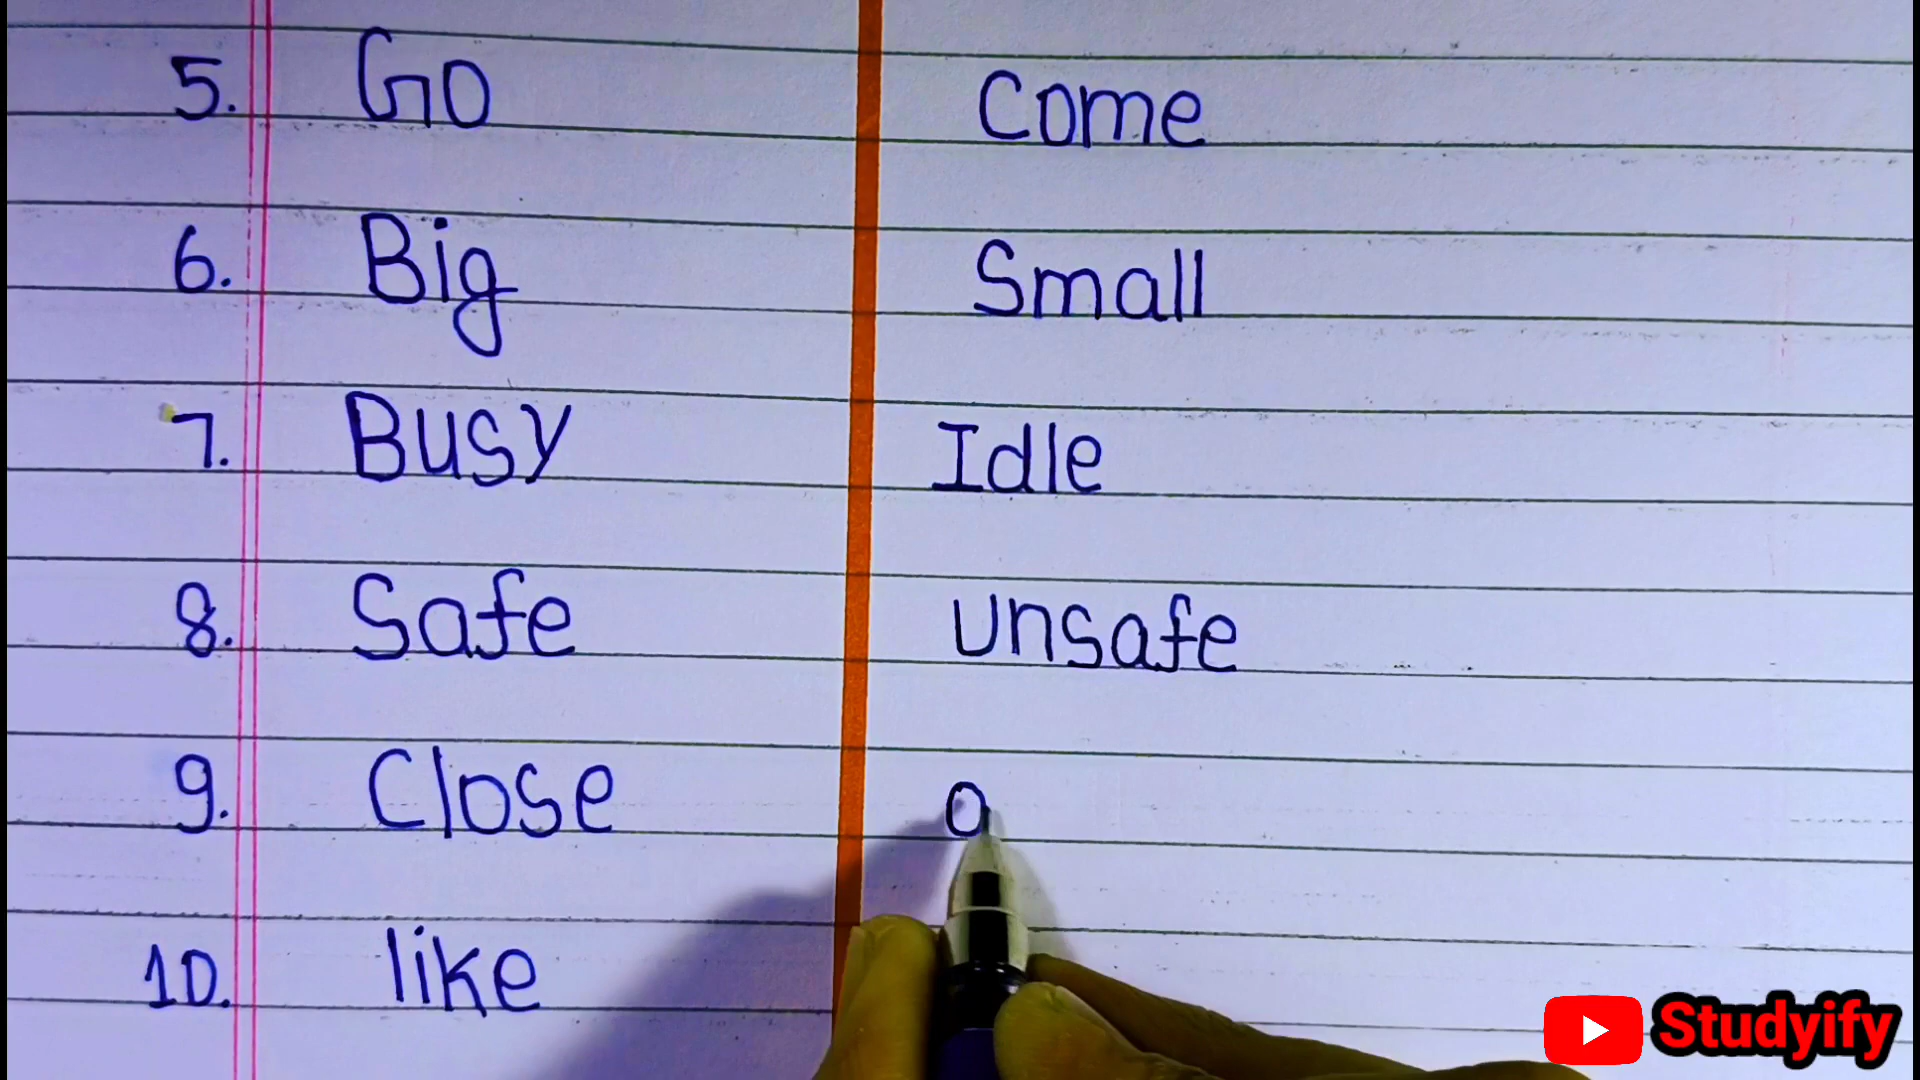 5. Go Come
6. Big Small
7. Busy Idle
8. Safe unsafe
9. Close o
10. like
Studyify